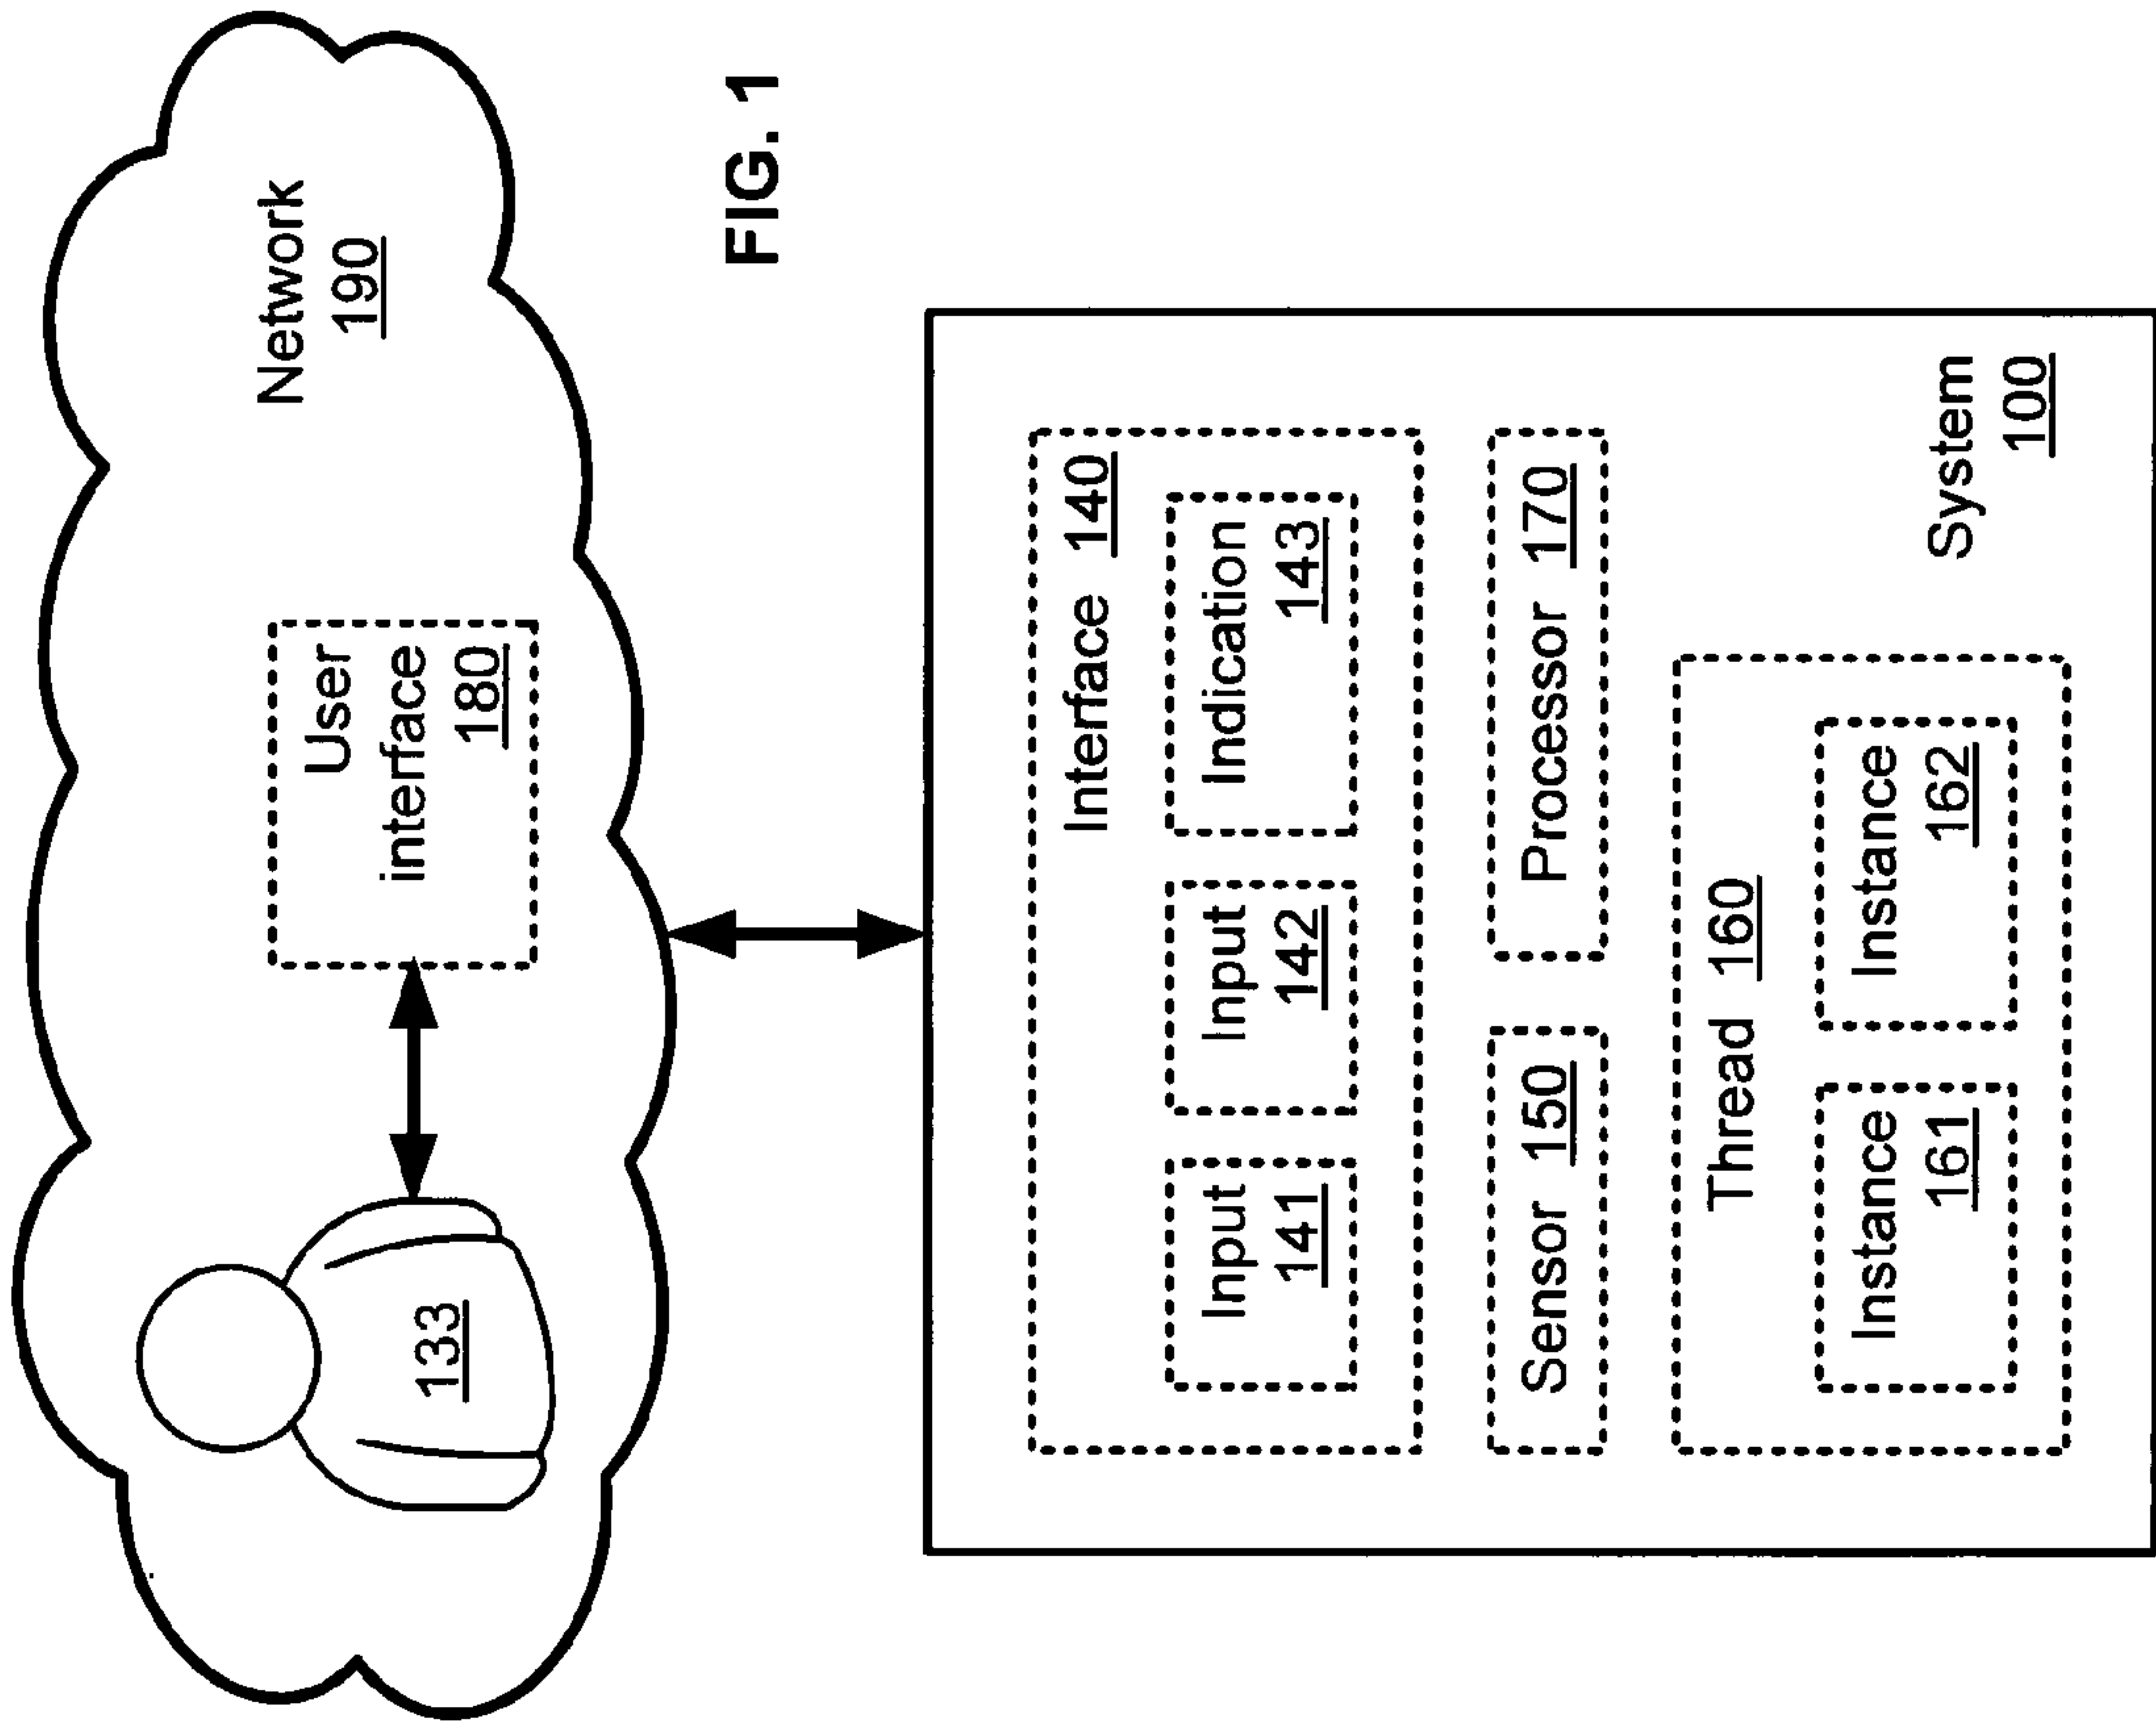 Network
190
User
interface
180
133
FIG. 1
Interface 140
Input
141
Input
142
Indication
143
Sensor 150
Processor 170
Thread 160
Instance
161
Instance
162
System
100